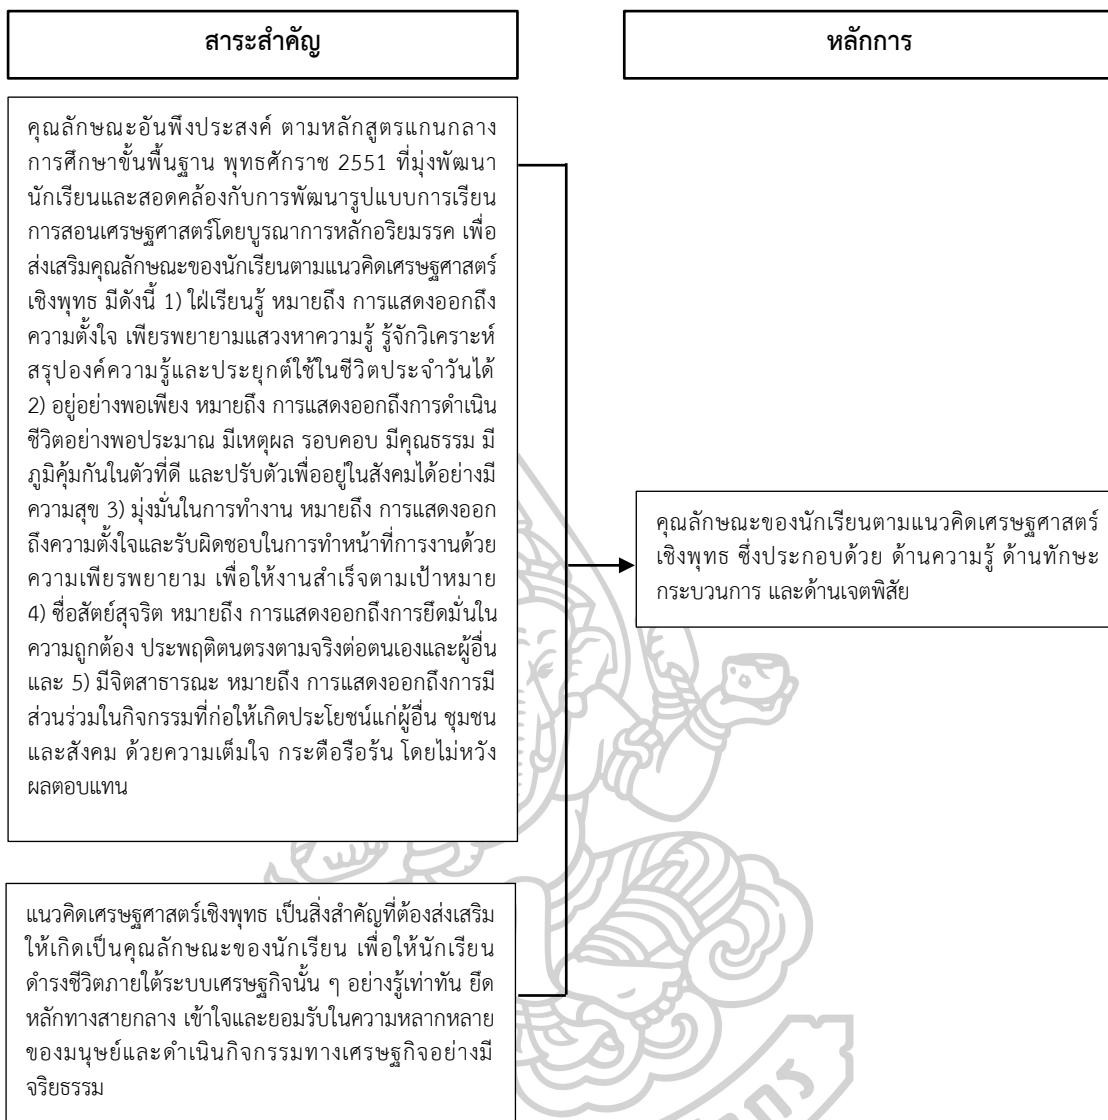 สาระสำคัญ
หลักการ
คุณลักษณะอันพึงประสงค์ ตามหลักสูตรแกนกลาง
การศึกษาขั้นพื้นฐาน พุทธศักราช 2551 ที่มุ่งพัฒนา
นักเรียนและสอดคล้องกับการพัฒนารูปแบบการเรียน
การสอนเศรษฐศาสตร์โดยบูรณาการหลักอริยมรรค เพื่อ
ส่งเสริมคุณลักษณะของนักเรียนตามแนวคิดเศรษฐศาสตร์
เชิงพุทธ มีดังนี้ 1) ใฝ่เรียนรู้ หมายถึง การแสดงออกถึง
ความตั้งใจ เพียรพยายามแสวงหาความรู้ รู้จักวิเคราะห์
สรุปองค์ความรู้และประยุกต์ใช้ในชีวิตประจำวันได้
2) อยู่อย่างพอเพียง หมายถึง การแสดงออกถึงการดำเนิน
ชีวิตอย่างพอประมาณ มีเหตุผล รอบคอบ มีคุณธรรม มี
ภูมิคุ้มกันในตัวที่ดี และปรับตัวเพื่ออยู่ในสังคมได้อย่างมี
ความสุข 3) มุ่งมั่นในการทำงาน หมายถึง การแสดงออก
ถึงความตั้งใจและรับผิดชอบในการทำหน้าที่การงานด้วย
ความเพียรพยายาม เพื่อให้งานสำเร็จตามเป้าหมาย
4) ซื่อสัตย์สุจริต หมายถึง การแสดงออกถึงการยึดมั่นใน
ความถูกต้อง ประพฤติตนตรงตามจริงต่อตนเองและผู้อื่น
และ 5) มีจิตสาธารณะ หมายถึง การแสดงออกถึงการมี
ส่วนร่วมในกิจกรรมที่ก่อให้เกิดประโยชน์แก่ผู้อื่น ชุมชน
และสังคม ด้วยความเต็มใจ กระตือรือร้น โดยไม่หวัง
ผลตอบแทน
คุณลักษณะของนักเรียนตามแนวคิดเศรษฐศาสตร์
เชิงพุทธ ซึ่งประกอบด้วย ด้านความรู้ ด้านทักษะ
กระบวนการ และด้านเจตพิสัย
แนวคิดเศรษฐศาสตร์เชิงพุทธ เป็นสิ่งสำคัญที่ต้องส่งเสริม
ให้เกิดเป็นคุณลักษณะของนักเรียน เพื่อให้นักเรียน
ดำรงชีวิตภายใต้ระบบเศรษฐกิจนั้น ๆ อย่างรู้เท่าทัน ยึด
หลักทางสายกลาง เข้าใจและยอมรับในความหลากหลาย
ของมนุษย์และดำเนินกิจกรรมทางเศรษฐกิจอย่างมี
จริยธรรม